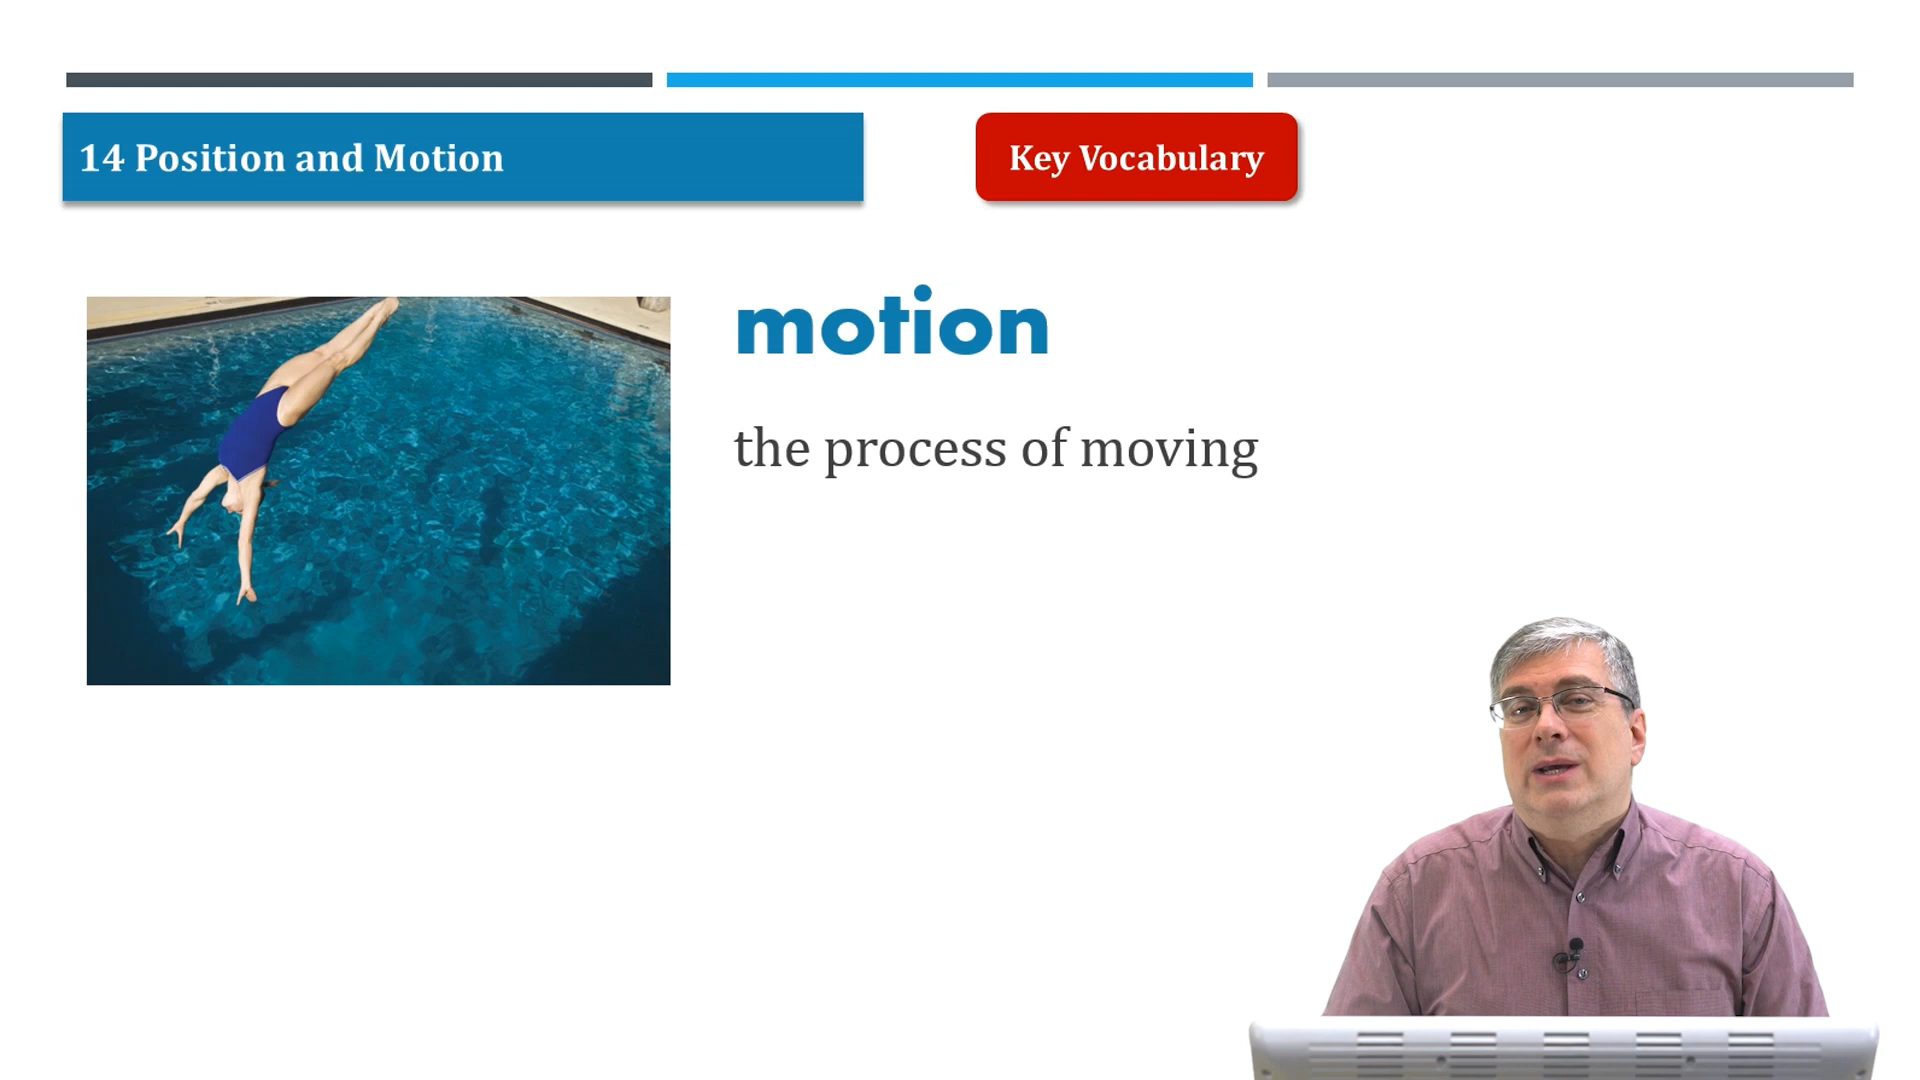 14 Position and Motion
Key Vocabulary
motion
the process of moving